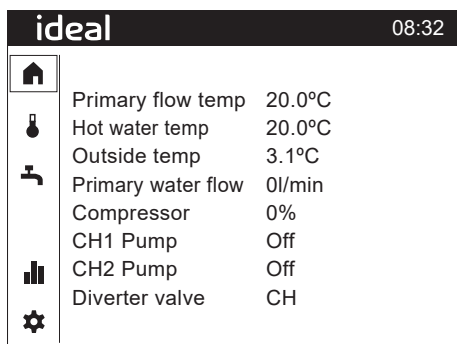 ideal 08:32
Primary flow temp 20.0ºC
Hot water temp 20.0ºC
Outside temp 3.1ºC
Primary water flow 0l/min
Compressor 0%
CH1 Pump Off
CH2 Pump Off
Diverter valve CH